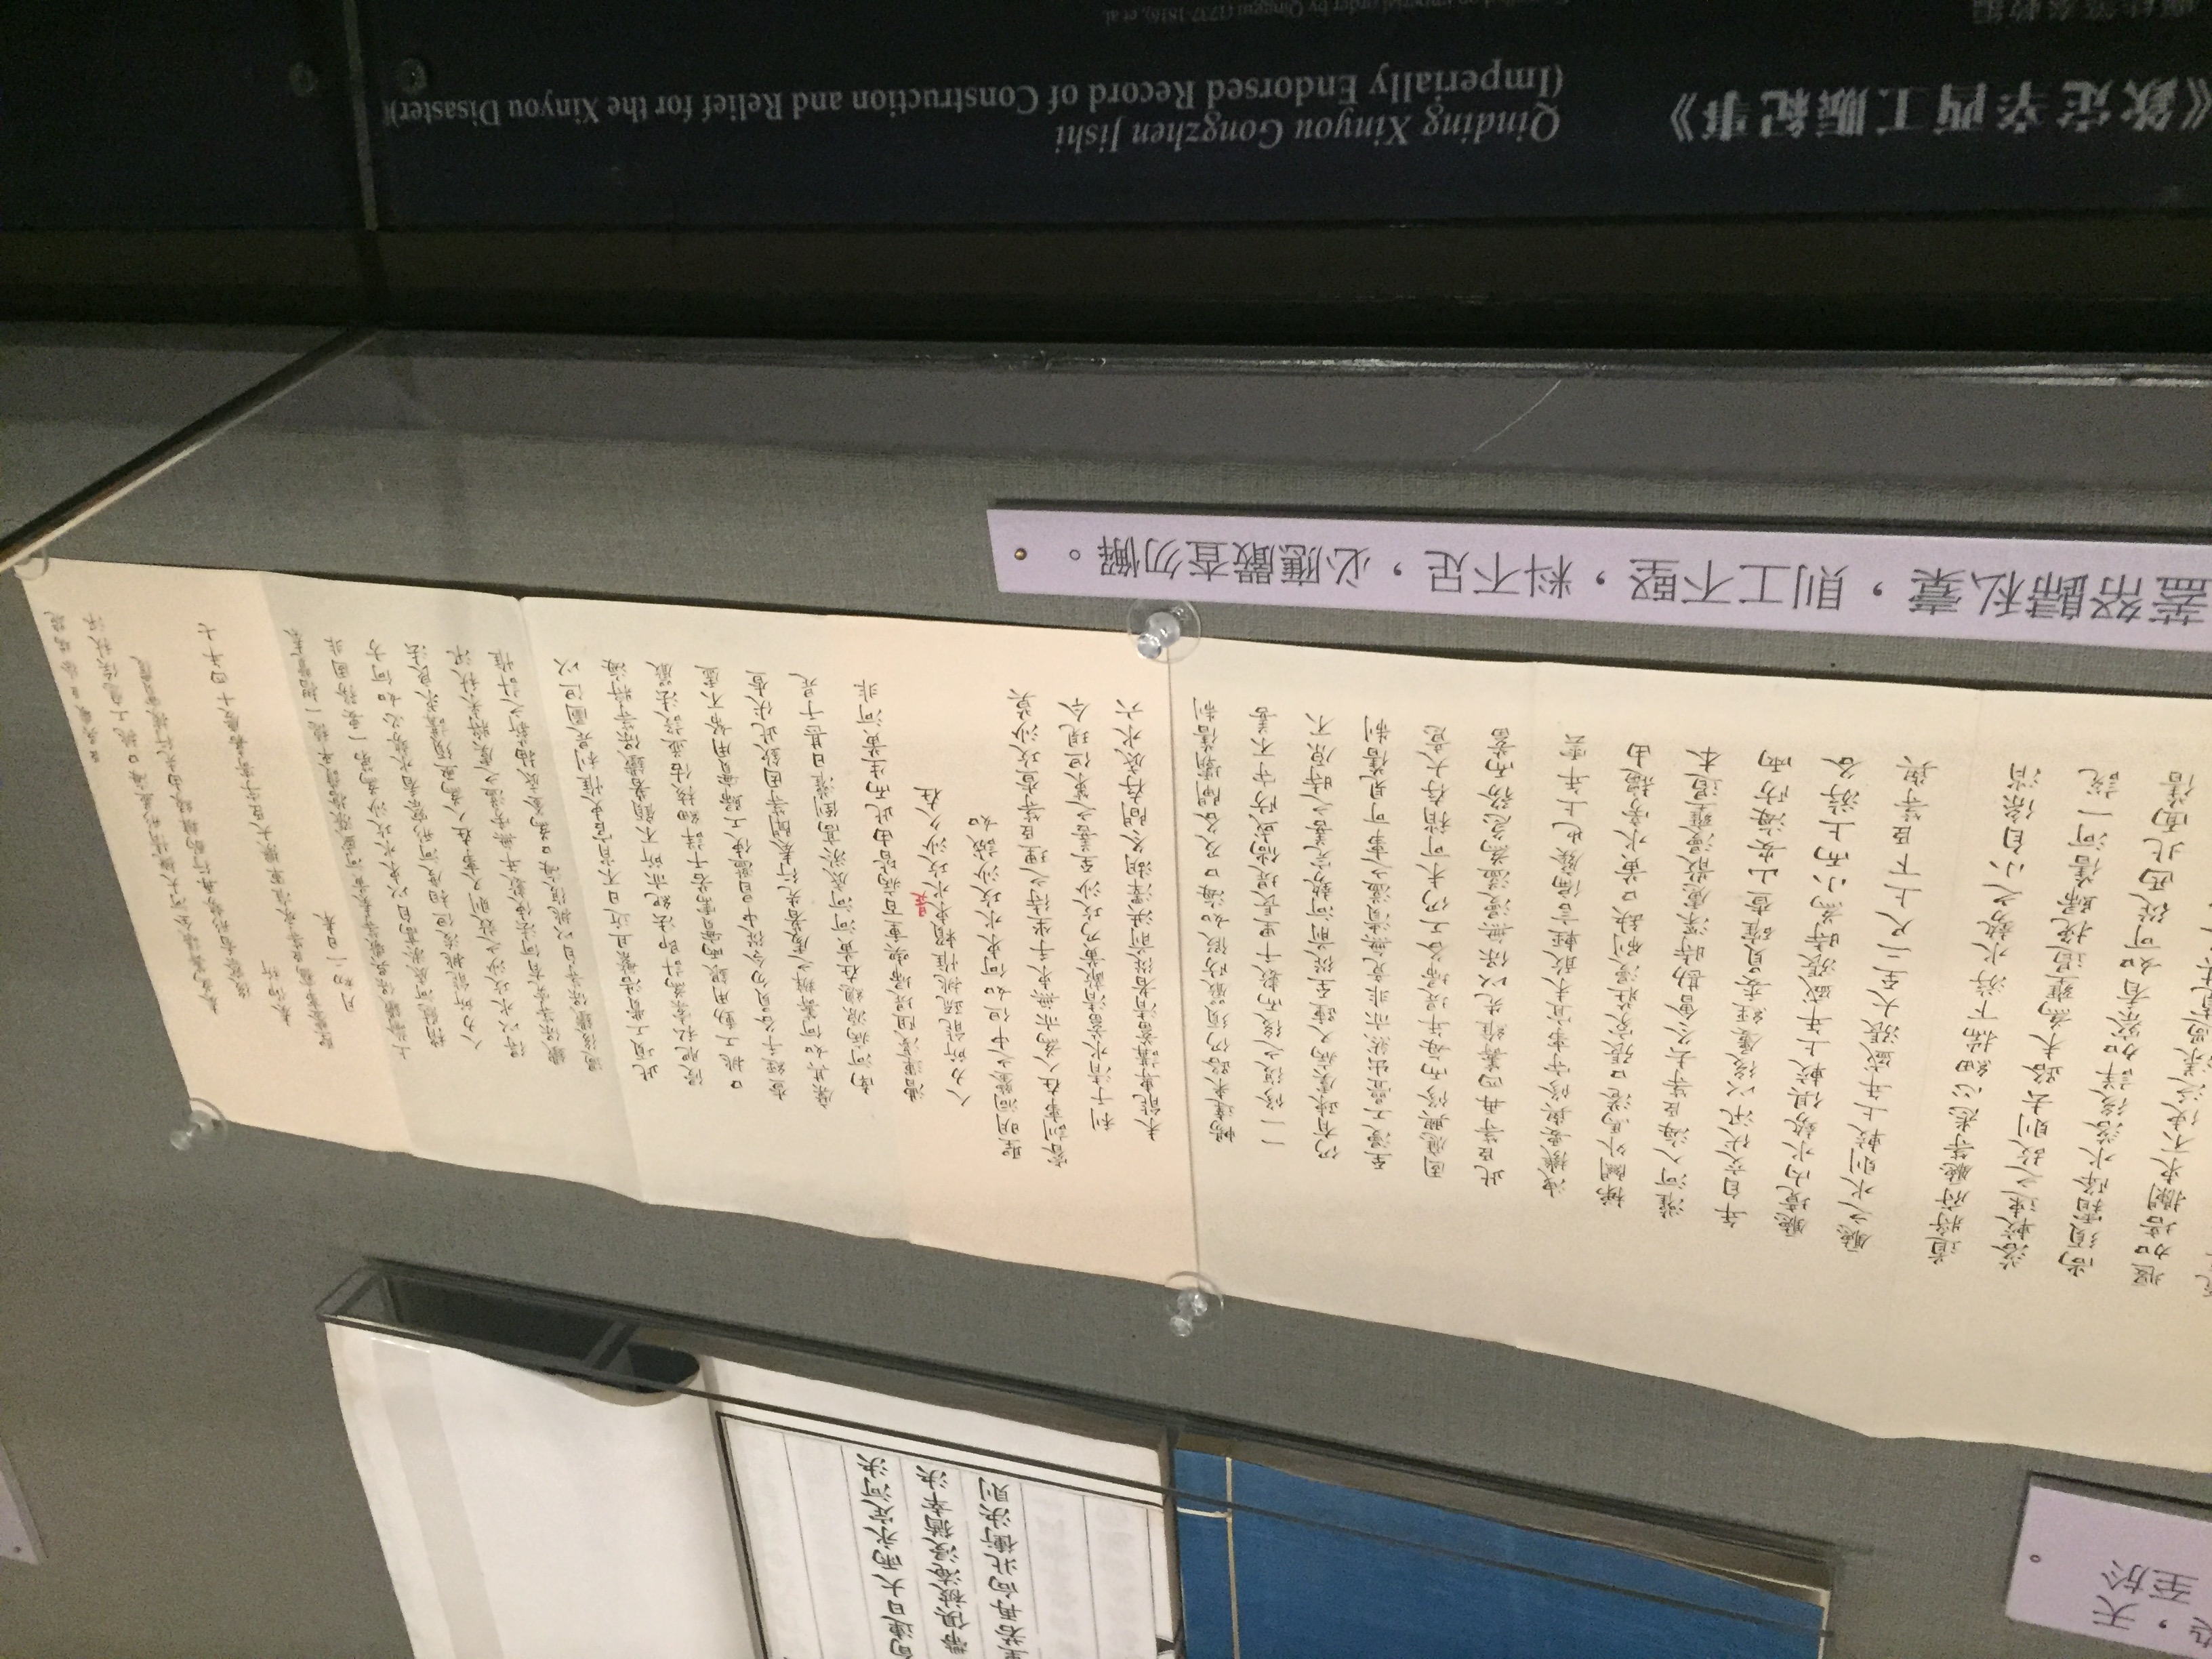 染，天
至於
旬連日大雨永定河決
帶俱被淹浸猶幸決
里若再向北衝決則
奏為籌議全河大概情形並海口挑工應俟秋汛
後察看形勢再行酌辦緣由先行據實覆
奏仰祈
聖鑒事竊臣等承准軍機大臣字寄嘉慶十四年七
月初二日奉
上諭鐵保吳璥等奏黃河盛漲搶護平穩一摺覽奏
稍慰河底淤高自以束水攻沙為第一要務固非
人力所能挑浚但相度河形察看水勢必如何方
得以水攻沙之效則又事在人為亟須講求良法
鐵保等究有何法使數年無旁溢之虞將來秋汛
過後鐵保等自以挑復海口為釜底抽薪之計惟
此項工費浩繁且近日不肖官吏惟利是圖但以
侵肥私橐為計即法紀亦所不顧著鐵保等將海
口挑工動用銀兩實需若干詳細核估並設法嚴
查經手各員勿令從中冒濫使工歸實用帑不虛
糜其如何籌辦之處著先行奏聞等因欽此伏查
南河病源總在黃河河底淤高倒灌日甚于是
漕運淺阻堤埽喫重百病皆由此而生黃河非
人力所能疏挑惟賴束水攻沙久在
是
聖明洞鑒之中但如何束水攻沙誠如
睿訓事在人為亦無束手坐待之理臣等查攻沙莫
利于清水蓄清敵黃乃攻沙至善之策但現今
未能專講蓄清者從前洪澤湖冬間存底水六
暢達來路仍須嚴防假如海口及各閘壩舊制
一一修復之後而數千里長堤倘或防守不善
仍有疎虞病又踵至從前河勢完善之時原不
至漫工疊出然亦非竟無潰溢之事可見舊制
固應興修而每年堤埽各工仍未可稍存大意
此臣等再四籌維先以保無漫溢為急務而蓄
洩機要與修守事宜未敢輕言偏廢也上年雲
梯關外馬港口張家莊漫刷缺口黃水旁趨由
灌河入海臣等去冬會勘時深慮散漫壅遏本
年自交伏汛以後屢經委員確查山安海防兩
廳境內水勢俱較上年盛漲時為小而上游各
廳之水則較上年盛漲大至二尺上下臣等與
道將府廳等悉心細揣下游水勢之小自係消
落較速之故則去路未為壅遏挽歸舊河一說
尚須霜降水落後詳加察看如可從西北面舊
堰加培攔束不使泛漾
蓋帑歸私橐，則工不堅，料不足，必應嚴查勿懈。
《欽定辛酉工賑紀事》
Qinding Xinyou Gongzhen Jishi
(Imperially Endorsed Record of Construction and Relief for the Xinyou Disaster)
慶桂等奉敕編
Compiled on imperial order by Qinggui (1737-1816), et al.